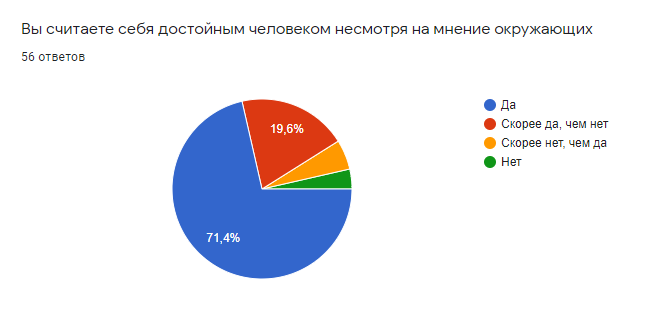 Вы считаете себя достойным человеком несмотря на мнение окружающих
56 ответов
Да
Скорее да, чем нет
Скорее нет, чем да
Нет
19,6%
71,4%